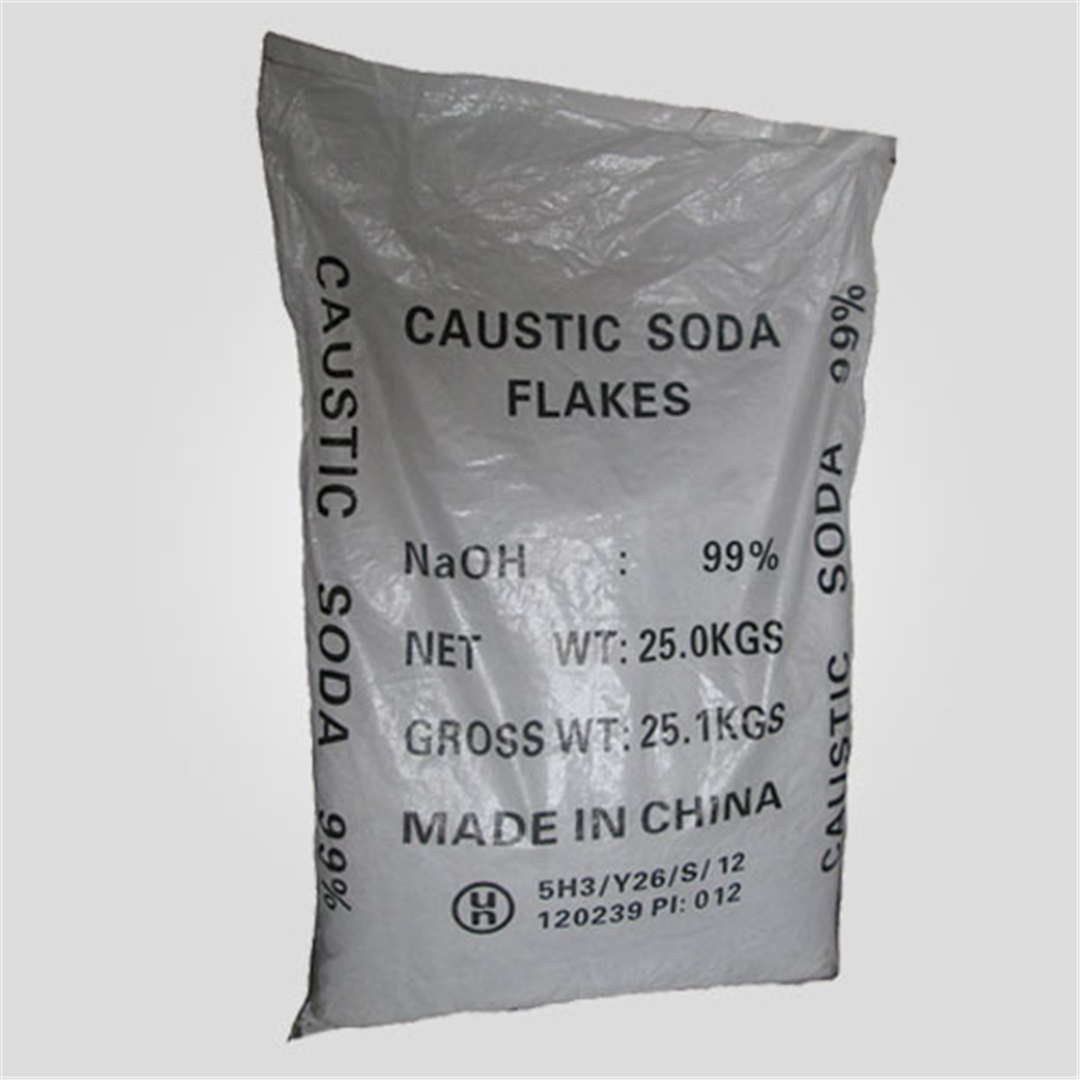 CAUSTIC SODA 99%
CAUSTIC SODA
FLAKES
NaOH : 99%
NET WT: 25.0KGS
GROSS WT: 25.1KGS
MADE IN CHINA
un
5H3/Y26/S/12
120239 PI: 012
CAUSTIC SODA 99%